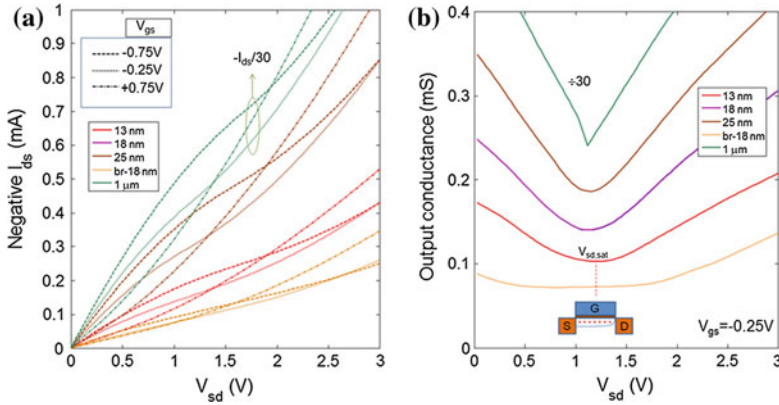 (a)
1
0.9
0.8
0.7
0.6
0.5
0.4
0.3
0.2
0.1
0
Negative I_ds (mA)
V_gs
-0.75V
-0.25V
+0.75V
13 nm
18 nm
25 nm
br-18 nm
1 μm
-I_ds/30
0 0.5 1 1.5 2 2.5 3
V_sd (V)
(b)
0.4
0.3
0.2
0.1
0
Output conductance (mS)
÷30
13 nm
18 nm
25 nm
br-18 nm
1 μm
V_sd,sat
G
S D
V_gs=-0.25V
0 0.5 1 1.5 2 2.5 3
V_sd (V)